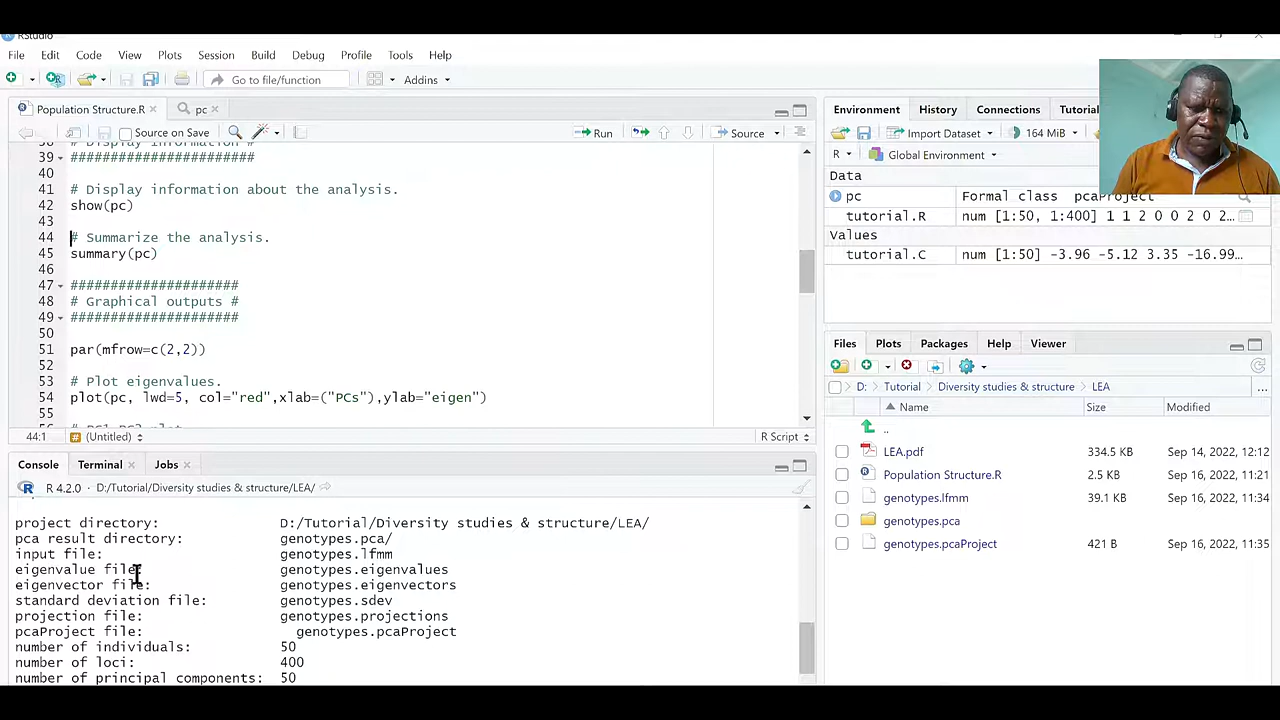 RStudio
File Edit Code View Plots Session Build Debug Profile Tools Help
Go to file/function Addins
Population Structure.R pc
Source on Save Run Source
38 # Display information #
39 ######################
40
41 # Display information about the analysis.
42 show(pc)
43
44 # Summarize the analysis.
45 summary(pc)
46
47 ####################
48 # Graphical outputs #
49 ####################
50
51 par(mfrow=c(2,2))
52
53 # Plot eigenvalues.
54 plot(pc, lwd=5, col="red",xlab=("PCs"),ylab="eigen")
55
44:1 (Untitled) R Script
Console Terminal Jobs
R 4.2.0 · D:/Tutorial/Diversity studies & structure/LEA/
project directory: D:/Tutorial/Diversity studies & structure/LEA/
pca result directory: genotypes.pca/
input file: genotypes.lfmm
eigenvalue file: genotypes.eigenvalues
eigenvector file: genotypes.eigenvectors
standard deviation file: genotypes.sdev
projection file: genotypes.projections
pcaProject file: genotypes.pcaProject
number of individuals: 50
number of loci: 400
number of principal components: 50
Environment History Connections Tutorial
Import Dataset 164 MiB
R Global Environment
Data
pc Formal class pcaProject
tutorial.R num [1:50, 1:400] 1 1 2 0 0 2 0 2...
Values
tutorial.C num [1:50] -3.96 -5.12 3.35 -16.99...
Files Plots Packages Help Viewer
D: Tutorial Diversity studies & structure LEA ...
Name Size Modified
..
LEA.pdf 334.5 KB Sep 14, 2022, 12:12
Population Structure.R 2.5 KB Sep 16, 2022, 11:21
genotypes.lfmm 39.1 KB Sep 16, 2022, 11:34
genotypes.pca
genotypes.pcaProject 421 B Sep 16, 2022, 11:35